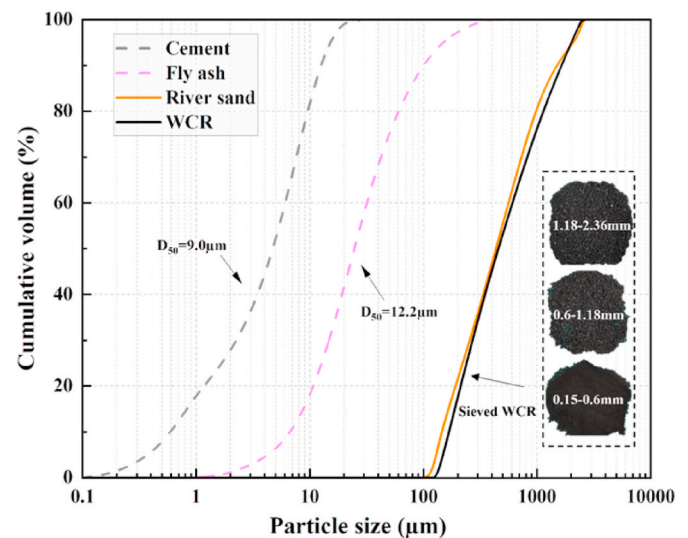 Cumulative volume (%)
100
80
60
40
20
0
Cement
Fly ash
River sand
WCR
D₅₀=9.0μm
D₅₀=12.2μm
Sieved WCR
1.18-2.36mm
0.6-1.18mm
0.15-0.6mm
0.1
1
10
100
1000
10000
Particle size (μm)